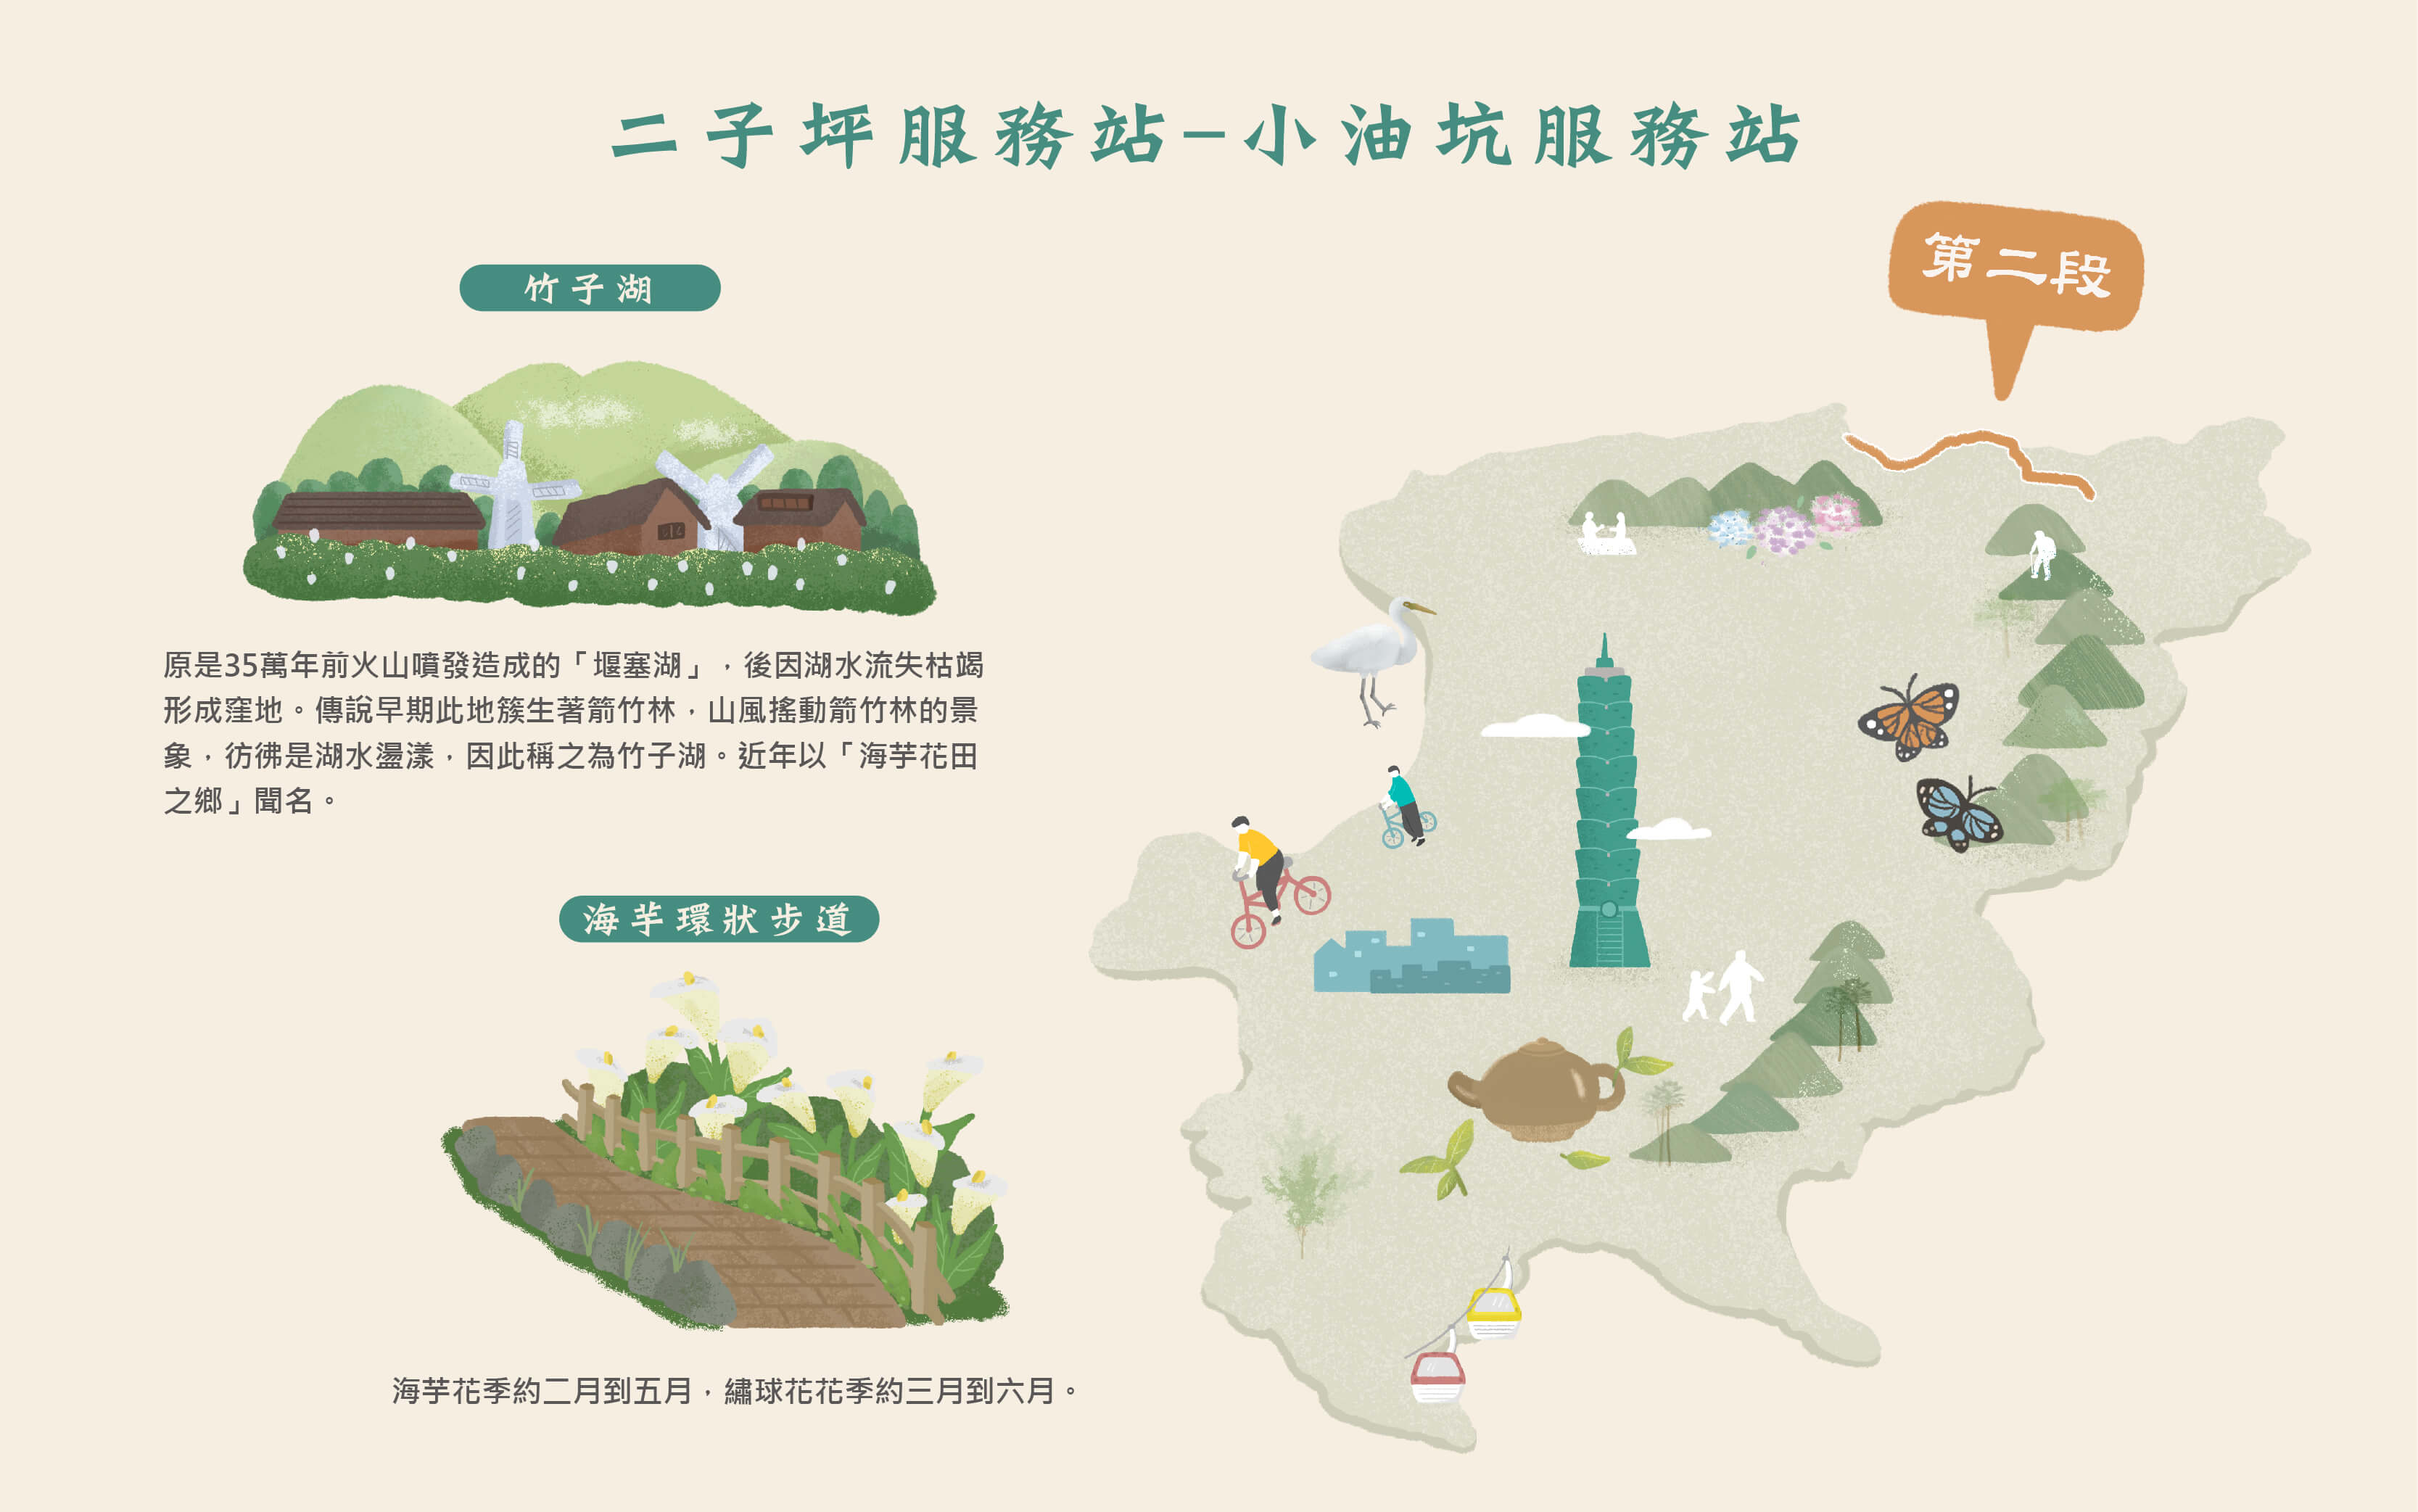 二子坪服務站-小油坑服務站
第二段
竹子湖
原是35萬年前火山噴發造成的「堰塞湖」，後因湖水流失枯竭
形成窪地。傳說早期此地簇生著箭竹林，山風搖動箭竹林的景
象，彷彿是湖水盪漾，因此稱之為竹子湖。近年以「海芋花田
之鄉」聞名。
海芋環狀步道
海芋花季約二月到五月，繡球花花季約三月到六月。